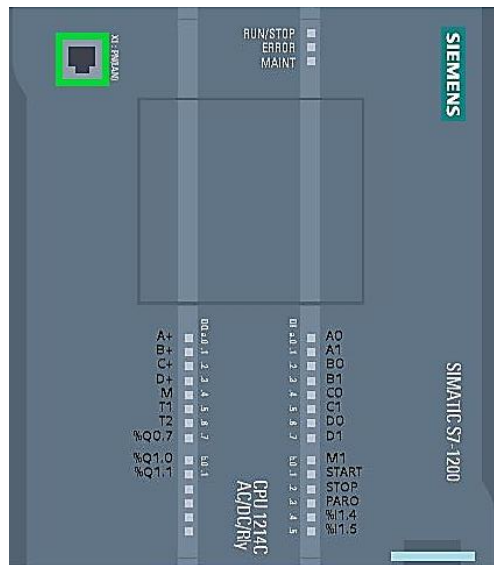 X1 : PN(LAN)
RUN/STOP
ERROR
MAINT
SIEMENS
DQ a.0
.1
.2
.3
.4
.5
.6
.7
b.0
.1
A+
B+
C+
D+
M
T1
T2
%Q0.7
%Q1.0
%Q1.1
DI a.0
.1
.2
.3
.4
.5
.6
.7
b.0
.1
.2
.3
.4
.5
A0
A1
B0
B1
C0
C1
D0
D1
M1
START
STOP
PARO
%I1.4
%I1.5
SIMATIC S7-1200
CPU 1214C
AC/DC/Rly